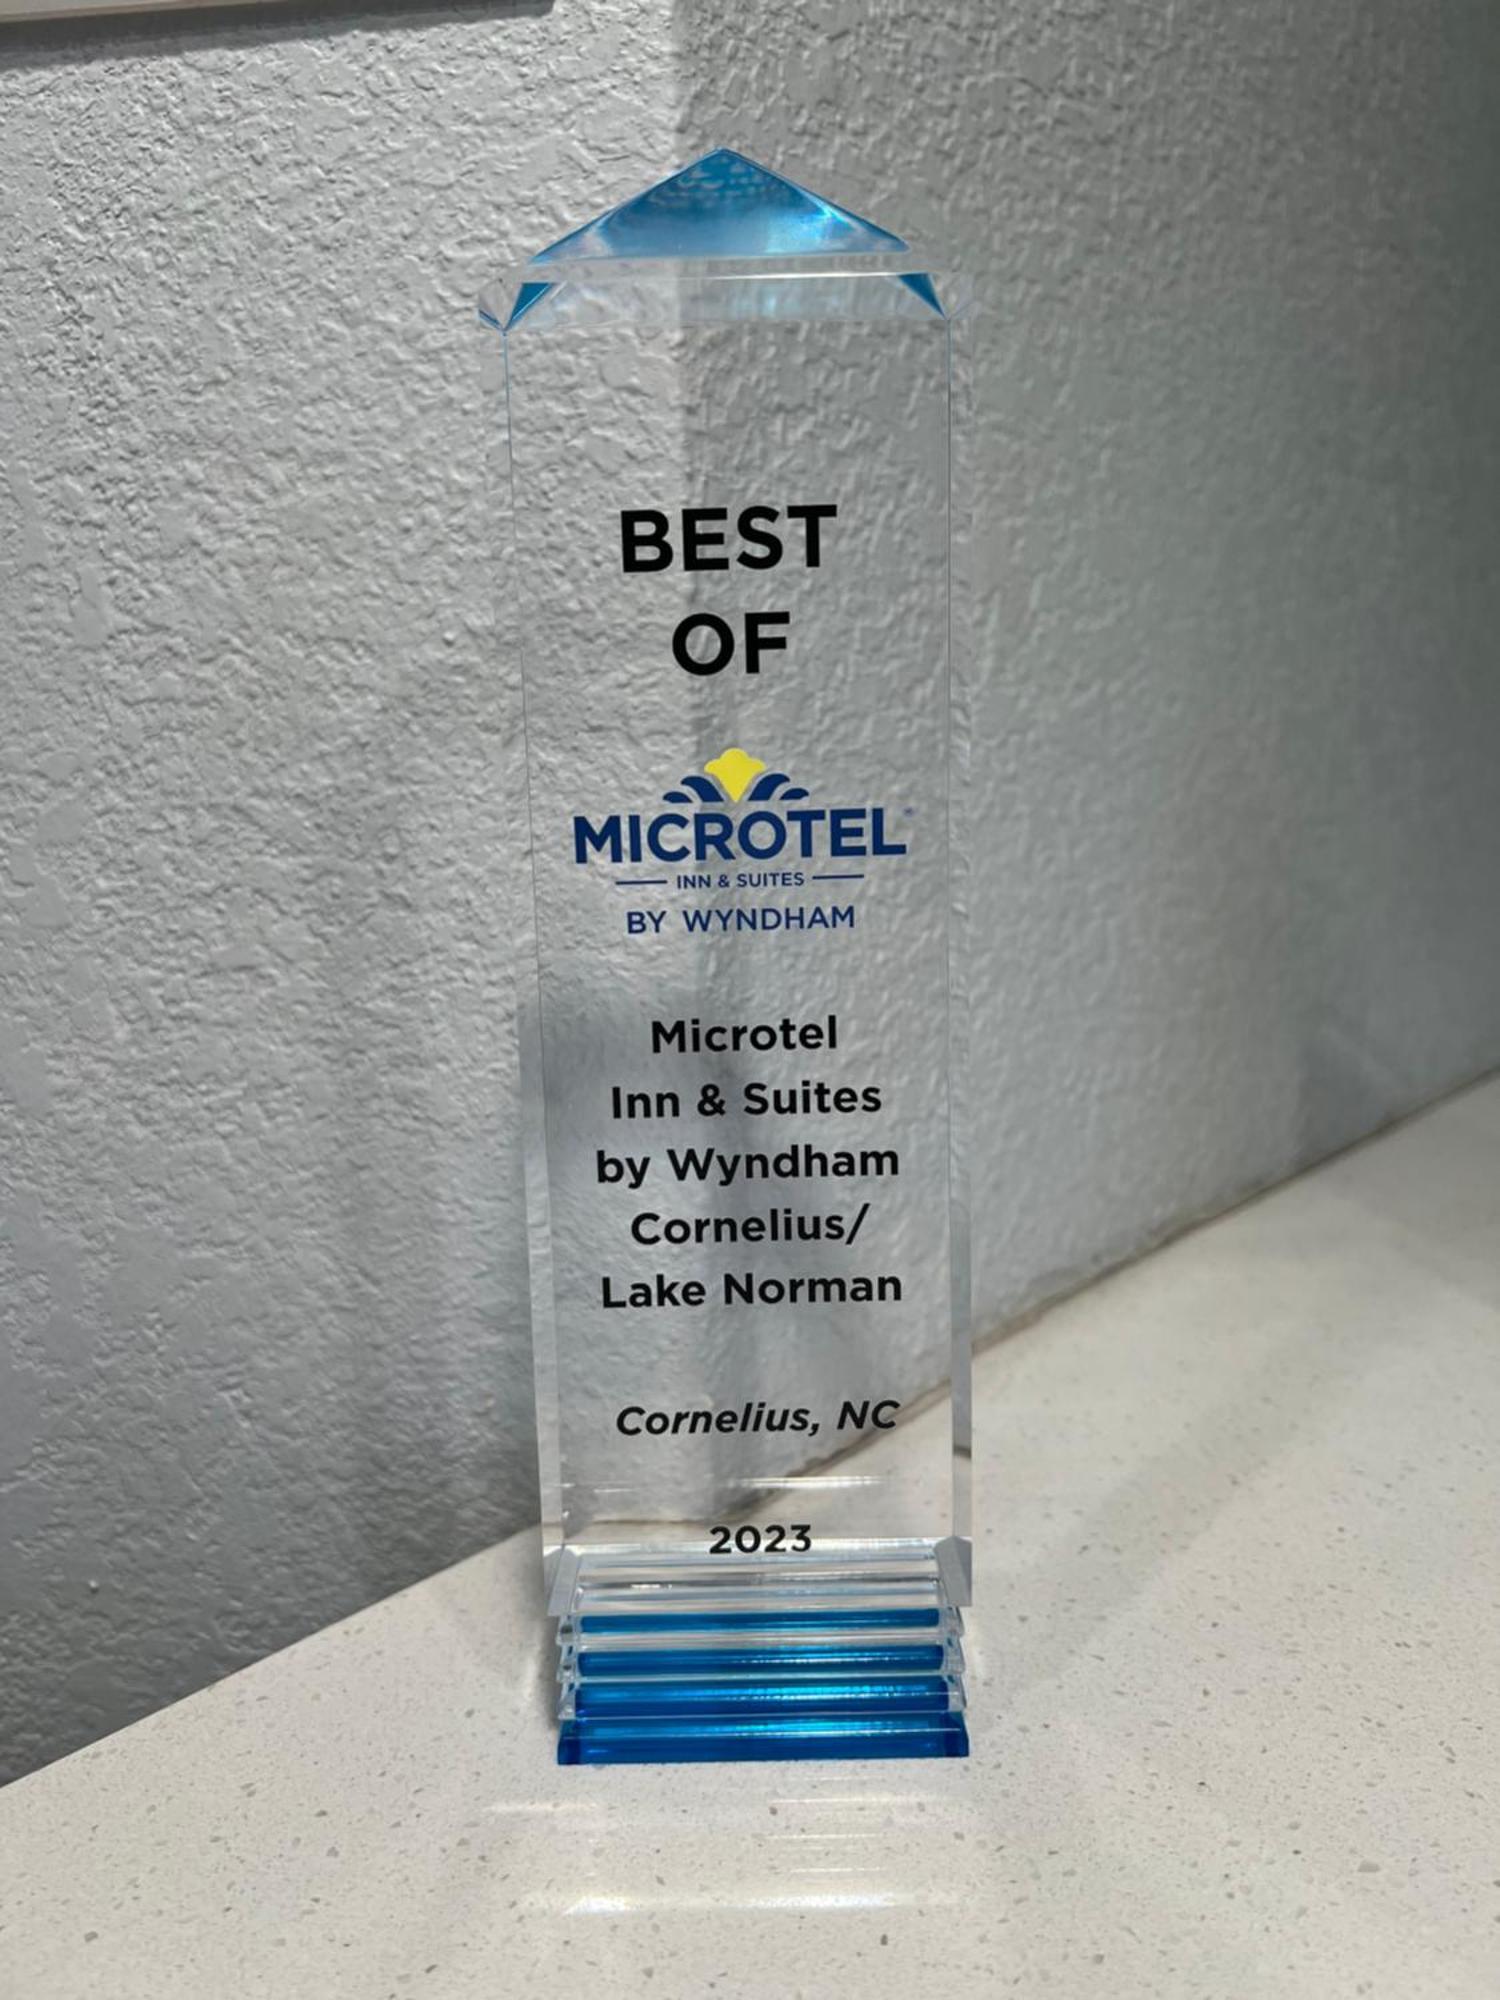 BEST
OF
MICROTEL
INN & SUITES
BY WYNDHAM
Microtel
Inn & Suites
by Wyndham
Cornelius/
Lake Norman
Cornelius, NC
2023